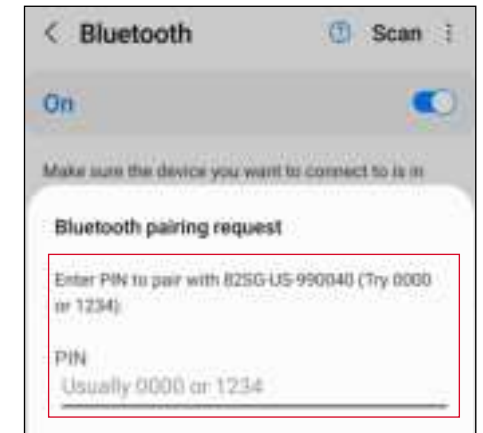 Bluetooth Scan
On
Make sure the device you want to connect to is in
Bluetooth pairing request
Enter PIN to pair with 82SG-US-990040 (Try 0000
or 1234)
PIN
Usually 0000 or 1234